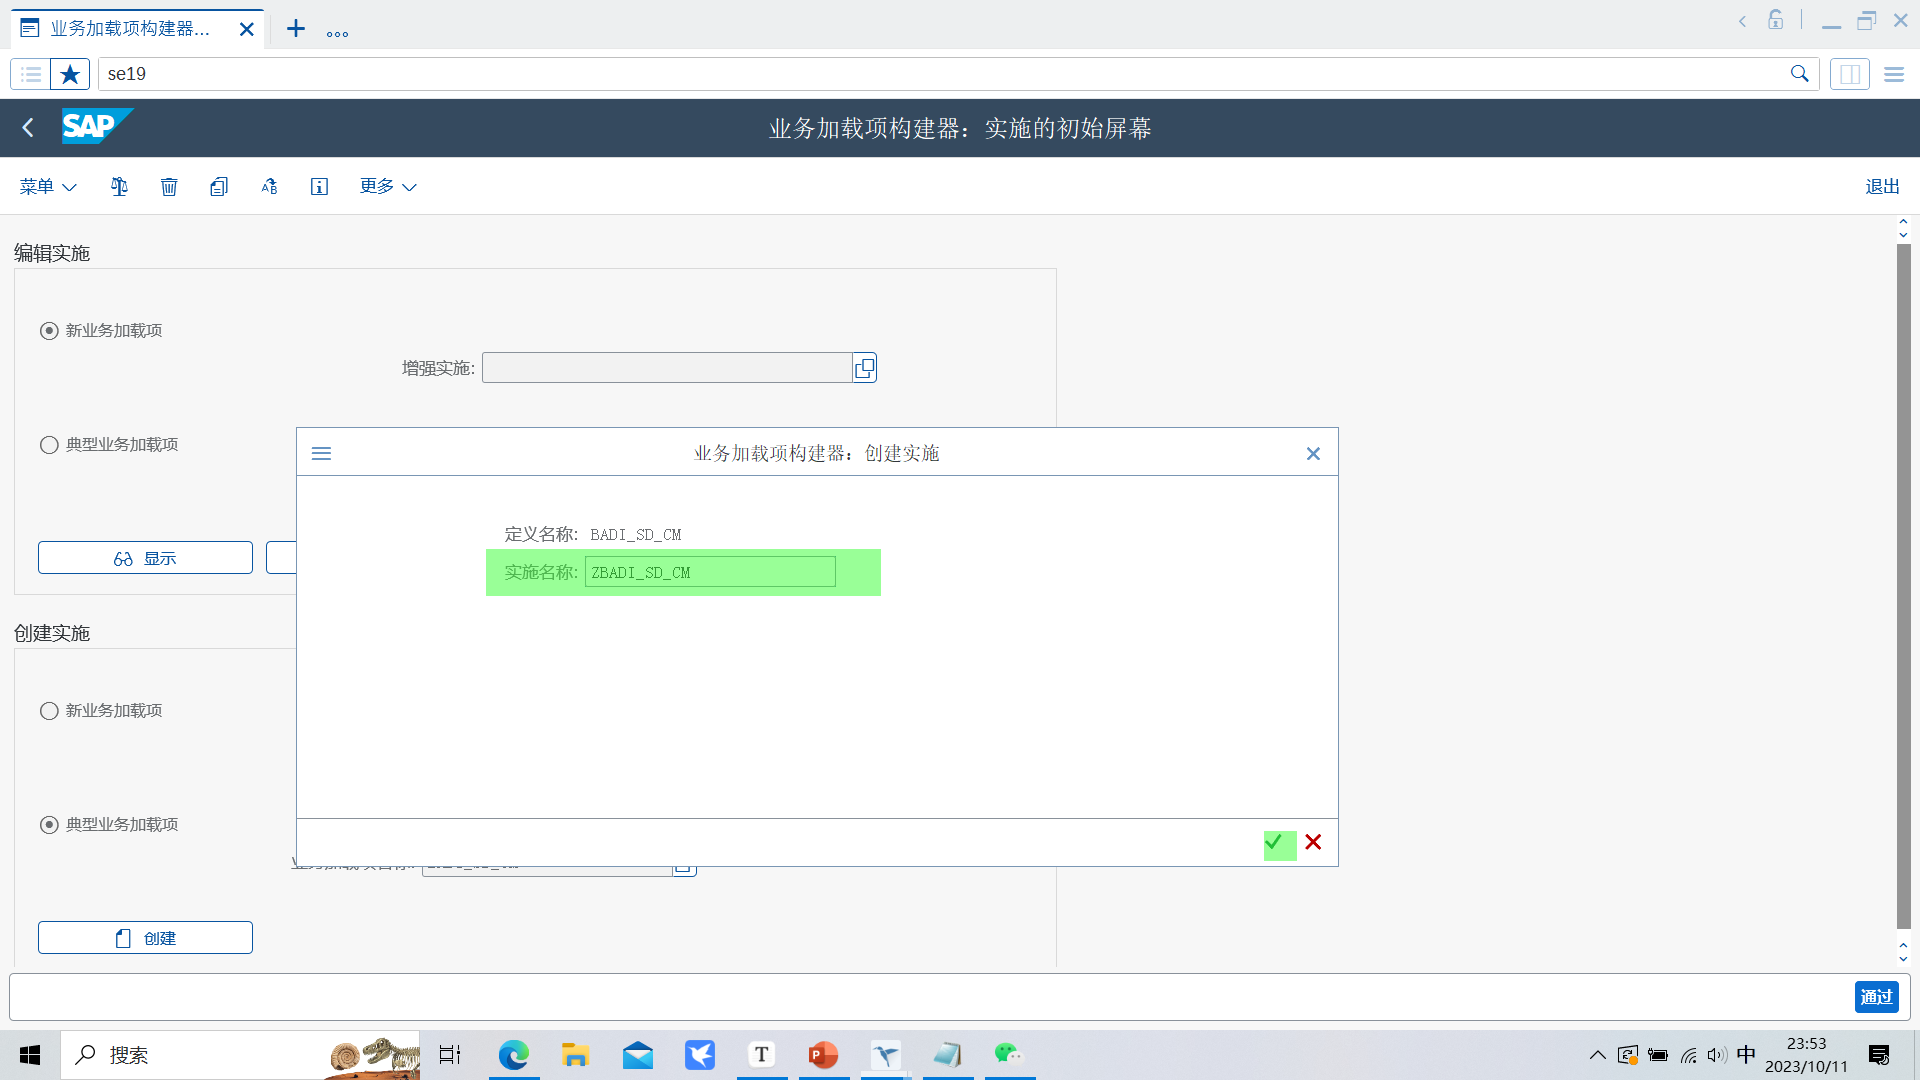 业务加载项构建器...
se19
SAP
业务加载项构建器：实施的初始屏幕
菜单
更多
退出
编辑实施
新业务加载项
增强实施:
典型业务加载项
业务加载项构建器：创建实施
定义名称: BADI_SD_CM
实施名称: ZBADI_SD_CM
显示
创建实施
新业务加载项
典型业务加载项
创建
通过
搜索
中
23:53
2023/10/11